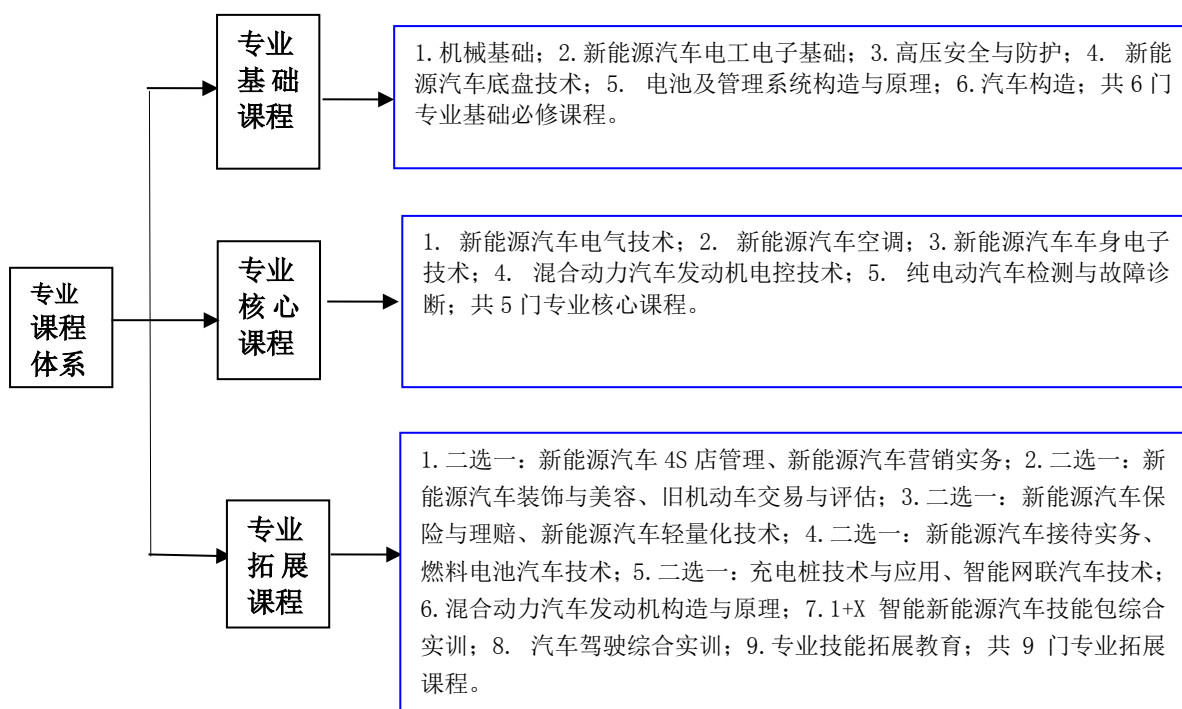 专业
课程
体系
专业
基础
课程
1.机械基础；2.新能源汽车电工电子基础；3.高压安全与防护；4. 新能
源汽车底盘技术；5. 电池及管理系统构造与原理；6.汽车构造；共6门
专业基础必修课程。
专业
核心
课程
1. 新能源汽车电气技术；2. 新能源汽车空调；3.新能源汽车车身电子
技术；4. 混合动力汽车发动机电控技术；5. 纯电动汽车检测与故障诊
断；共5门专业核心课程。
专业
拓展
课程
1.二选一：新能源汽车4S店管理、新能源汽车营销实务；2.二选一：新
能源汽车装饰与美容、旧机动车交易与评估；3.二选一：新能源汽车保
险与理赔、新能源汽车轻量化技术；4.二选一：新能源汽车接待实务、
燃料电池汽车技术；5.二选一：充电桩技术与应用、智能网联汽车技术；
6.混合动力汽车发动机构造与原理；7.1+X 智能新能源汽车技能包综合
实训；8. 汽车驾驶综合实训；9.专业技能拓展教育；共 9 门专业拓展
课程。